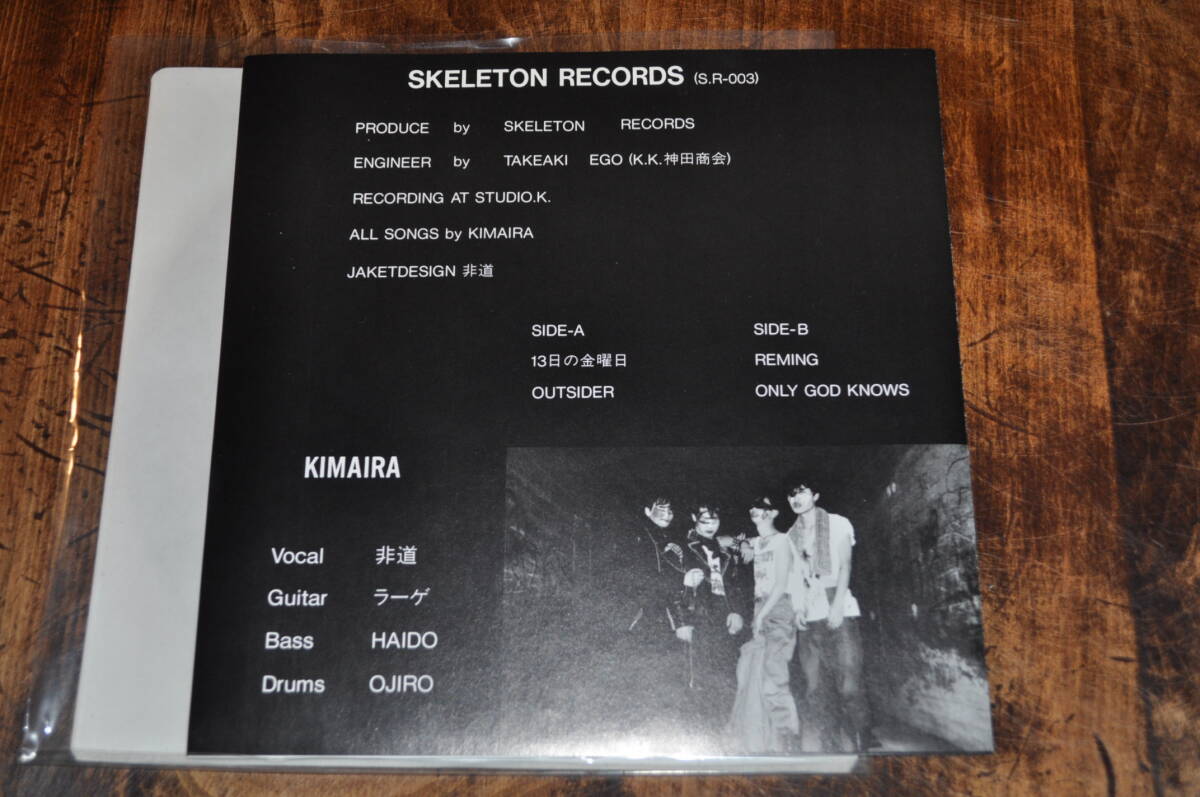 SKELETON RECORDS (S.R-003)
PRODUCE by SKELETON RECORDS
ENGINEER by TAKEAKI EGO (K.K.神田商会)
RECORDING AT STUDIO.K.
ALL SONGS by KIMAIRA
JAKETDESIGN 非道
SIDE-A
13日の金曜日
OUTSIDER
SIDE-B
REMING
ONLY GOD KNOWS
KIMAIRA
Vocal 非道
Guitar ラーゲ
Bass HAIDO
Drums OJIRO